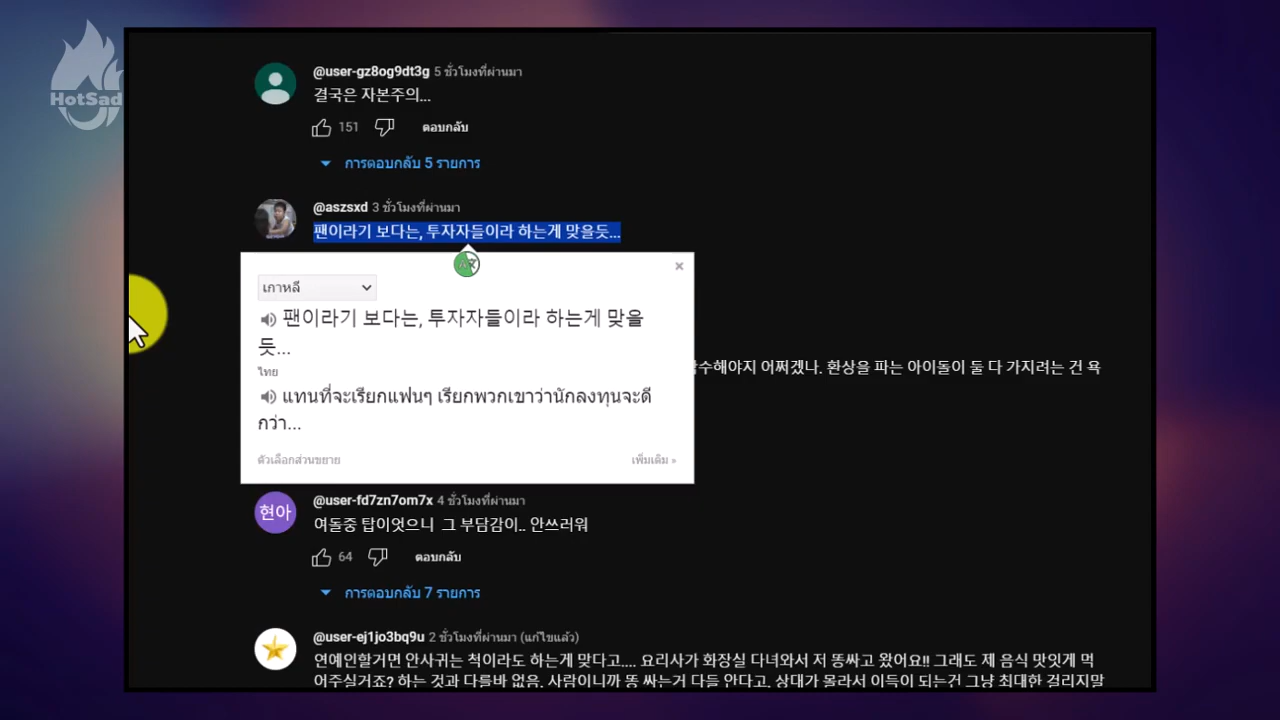 HotSad
@user-gz8og9dt3g 5 ชั่วโมงที่ผ่านมา
결국은 자본주의...
151 ตอบกลับ
การตอบกลับ 5 รายการ
@aszsxd 3 ชั่วโมงที่ผ่านมา
팬이라기 보다는, 투자자들이라 하는게 맞을듯...
เกาหลี
팬이라기 보다는, 투자자들이라 하는게 맞을
듯...
ไทย
แทนที่จะเรียกแฟนๆ เรียกพวกเขาว่านักลงทุนจะดี
กว่า...
ตัวเลือกส่วนขยาย เพิ่มเติม »
수해야지 어쩌겠나. 환상을 파는 아이돌이 둘 다 가지려는 건 욕
@user-fd7zn7om7x 4 ชั่วโมงที่ผ่านมา
현아
여돌중 탑이엇으니 그 부담감이.. 안쓰러워
64 ตอบกลับ
การตอบกลับ 7 รายการ
@user-ej1jo3bq9u 2 ชั่วโมงที่ผ่านมา (แก้ไขแล้ว)
연예인할거면 안사귀는 척이라도 하는게 맞다고.... 요리사가 화장실 다녀와서 저 똥싸고 왔어요!! 그래도 제 음식 맛잇게 먹
어주실거죠? 하는 것과 다를바 없음. 사람이니까 똥 싸는거 다들 안다고. 상대가 몰라서 이득이 되는건 그냥 최대한 걸리지말